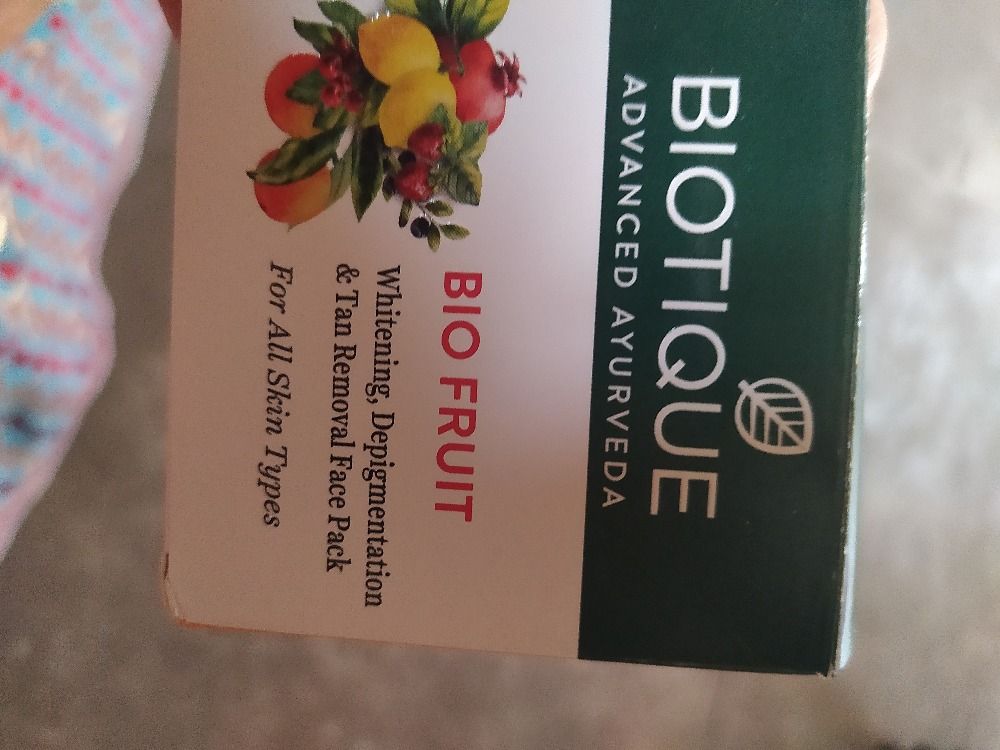 BIOTIQUE
ADVANCED AYURVEDA
BIO FRUIT
Whitening, Depigmentation
& Tan Removal Face Pack
For All Skin Types